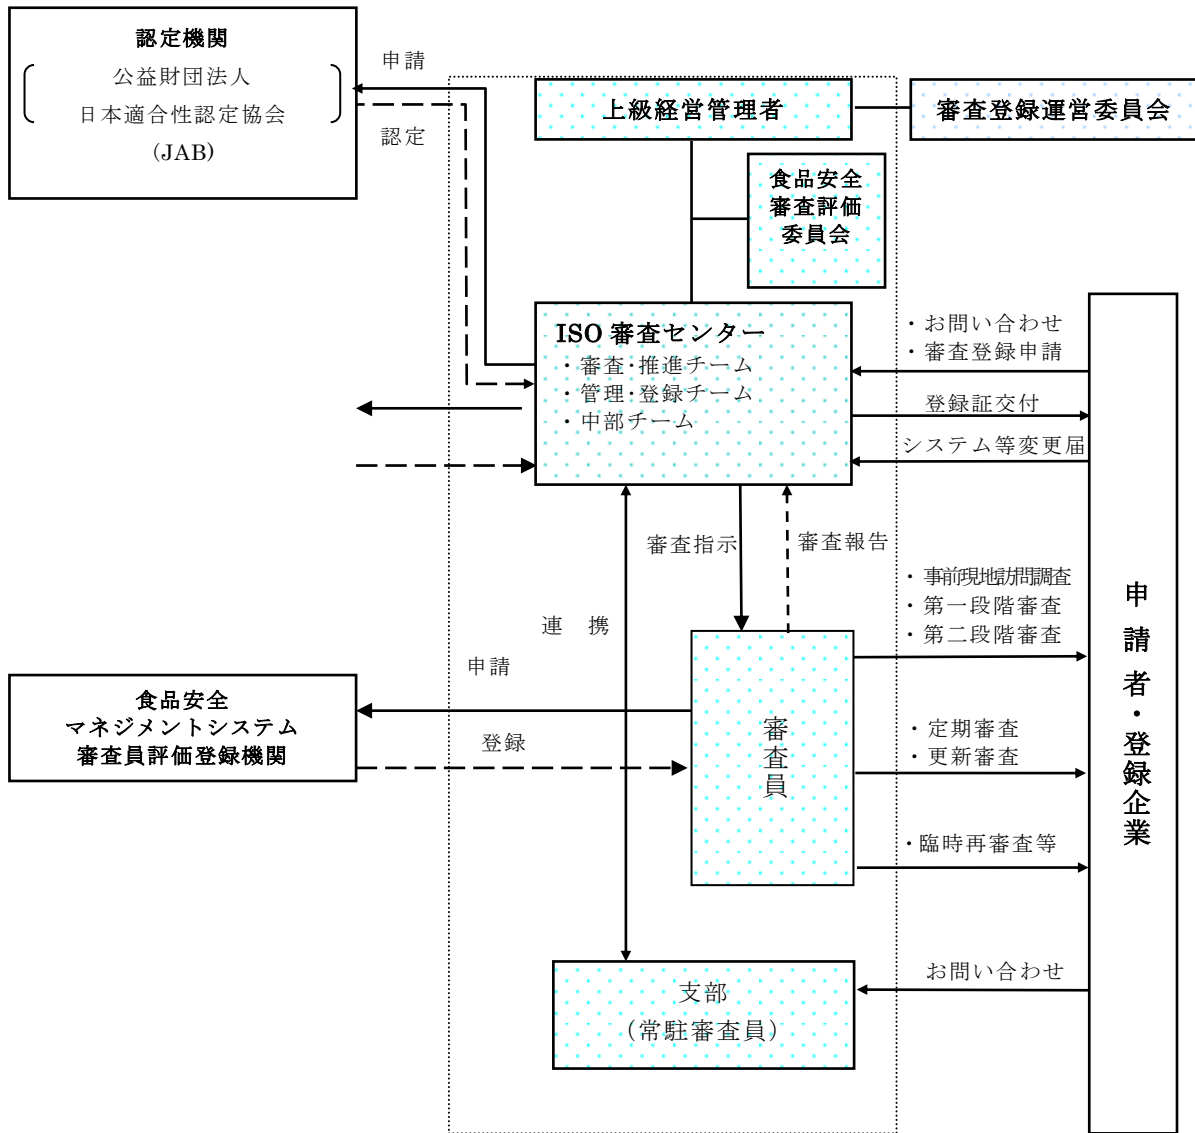 認定機関
公益財団法人
日本適合性認定協会
(JAB)
申請
認定
上級経営管理者
審査登録運営委員会
食品安全
審査評価
委員会
ISO 審査センター
・審査・推進チーム
・管理・登録チーム
・中部チーム
・お問い合わせ
・審査登録申請
登録証交付
システム等変更届
審査指示
審査報告
連 携
・事前現地訪問調査
・第一段階審査
・第二段階審査
申請
登録
食品安全
マネジメントシステム
審査員評価登録機関
審査員
・定期審査
・更新審査
・臨時再審査等
申請者・登録企業
お問い合わせ
支部
（常駐審査員）